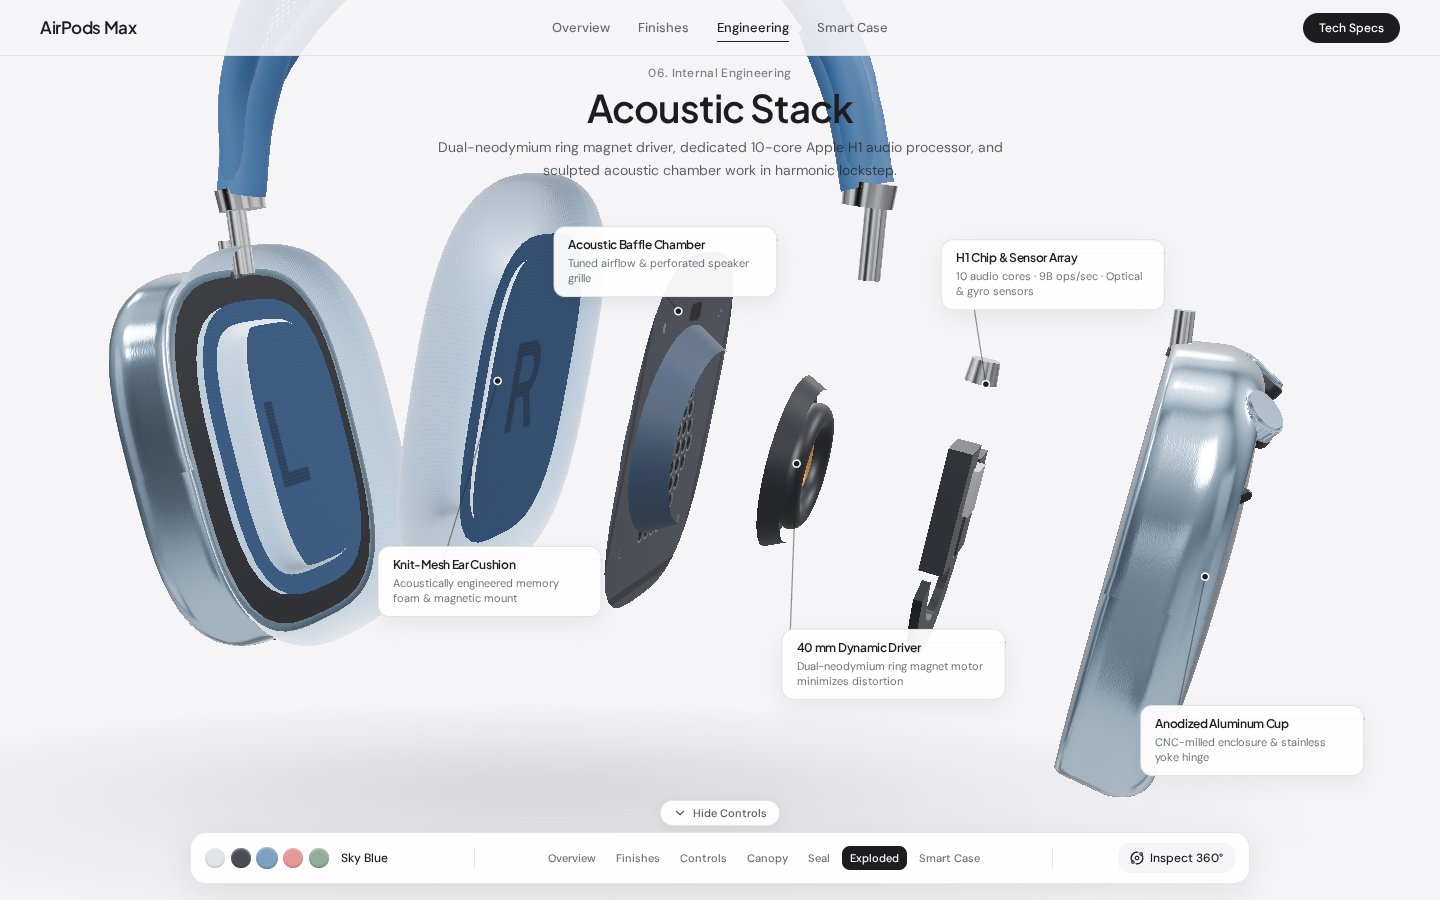 AirPods Max
Overview
Finishes
Engineering
Smart Case
Tech Specs
06. Internal Engineering
Acoustic Stack
Dual-neodymium ring magnet driver, dedicated 10-core Apple H1 audio processor, and
sculpted acoustic chamber work in harmonic lockstep.
Acoustic Baffle Chamber
Tuned airflow & perforated speaker
grille
H1 Chip & Sensor Array
10 audio cores · 9B ops/sec · Optical
& gyro sensors
R
L
Knit-Mesh Ear Cushion
Acoustically engineered memory
foam & magnetic mount
40 mm Dynamic Driver
Dual-neodymium ring magnet motor
minimizes distortion
Anodized Aluminum Cup
CNC-milled enclosure & stainless
yoke hinge
Hide Controls
Sky Blue
Overview
Finishes
Controls
Canopy
Seal
Exploded
Smart Case
Inspect 360°